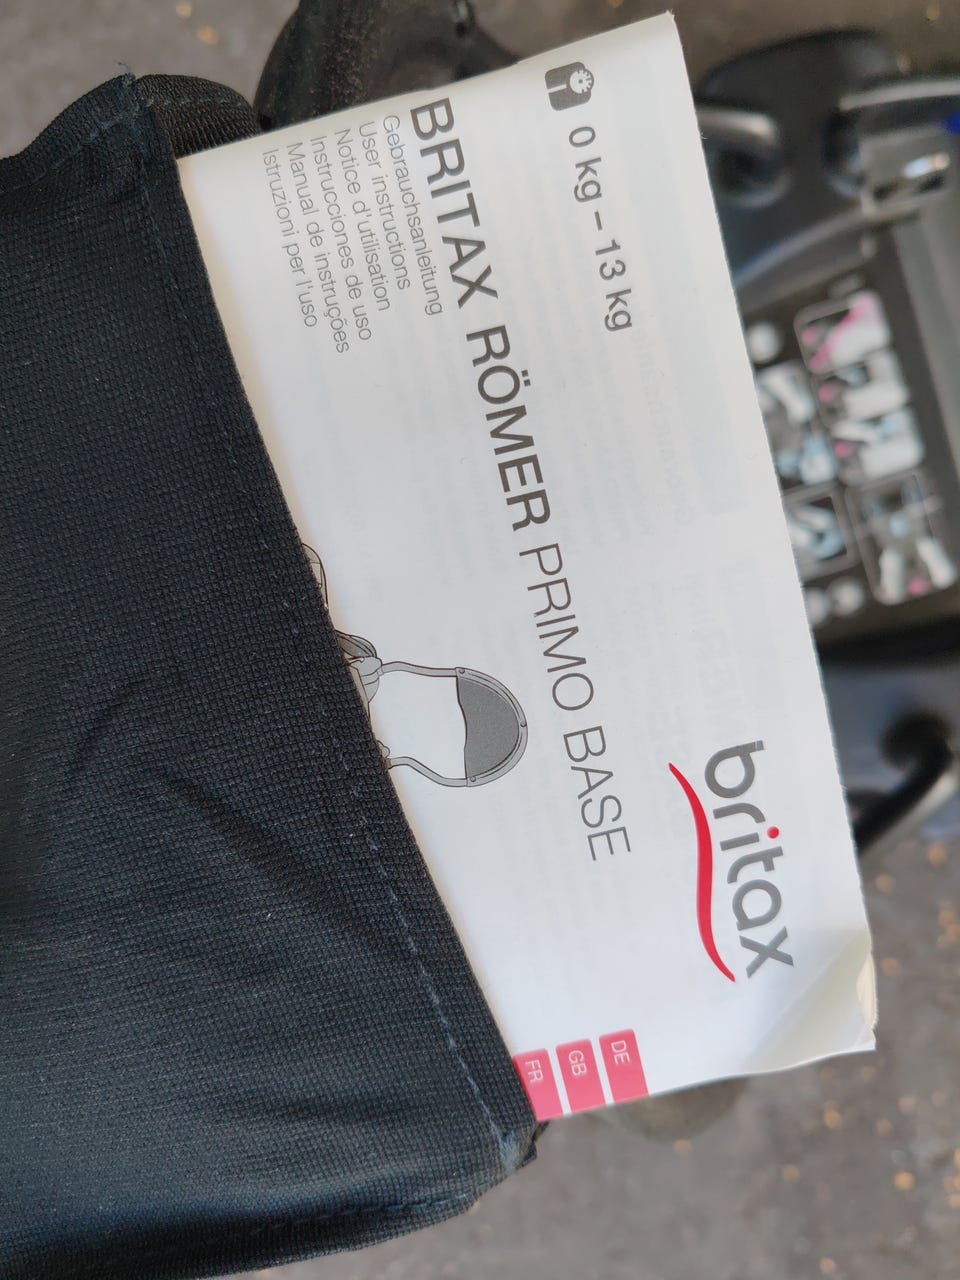 britax
0 kg – 13 kg
BRITAX RÖMER PRIMO BASE
Gebrauchsanleitung
User instructions
Notice d'utilisation
Instrucciones de uso
Manual de instruções
Istruzioni per l'uso
DE
GB
FR